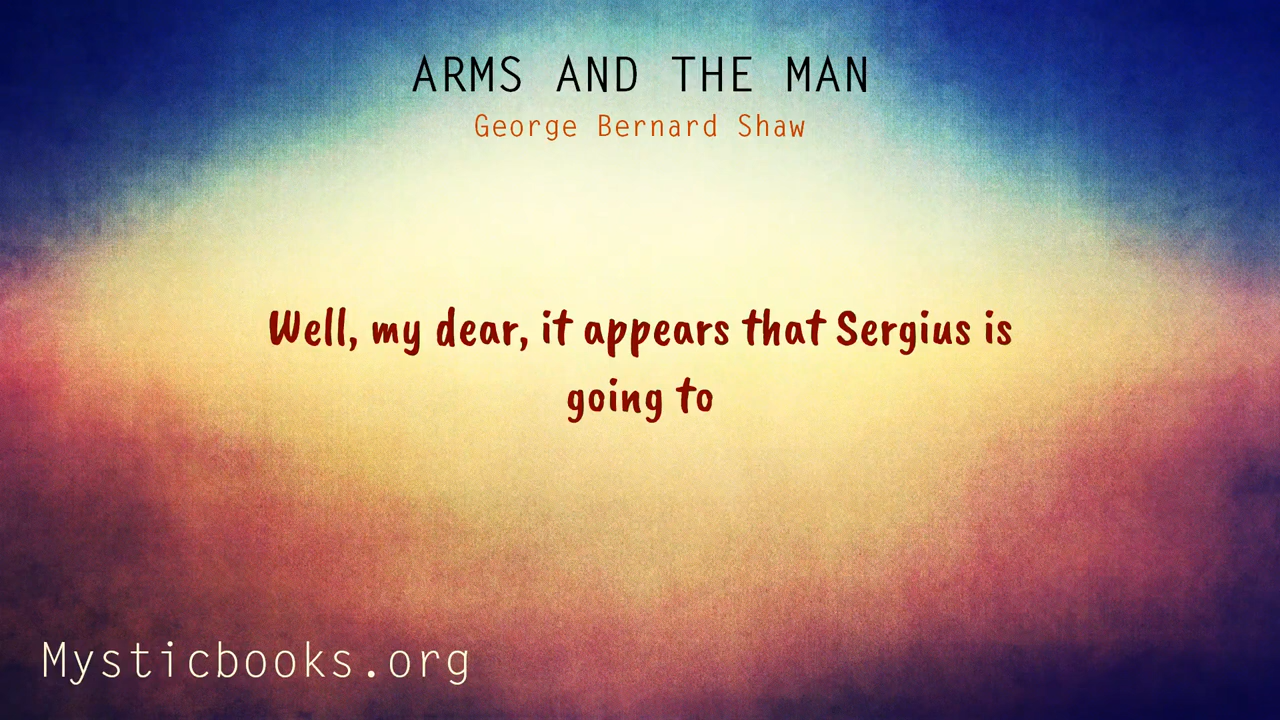 ARMS AND THE MAN
George Bernard Shaw
Well, my dear, it appears that Sergius is
going to
Mysticbooks.org